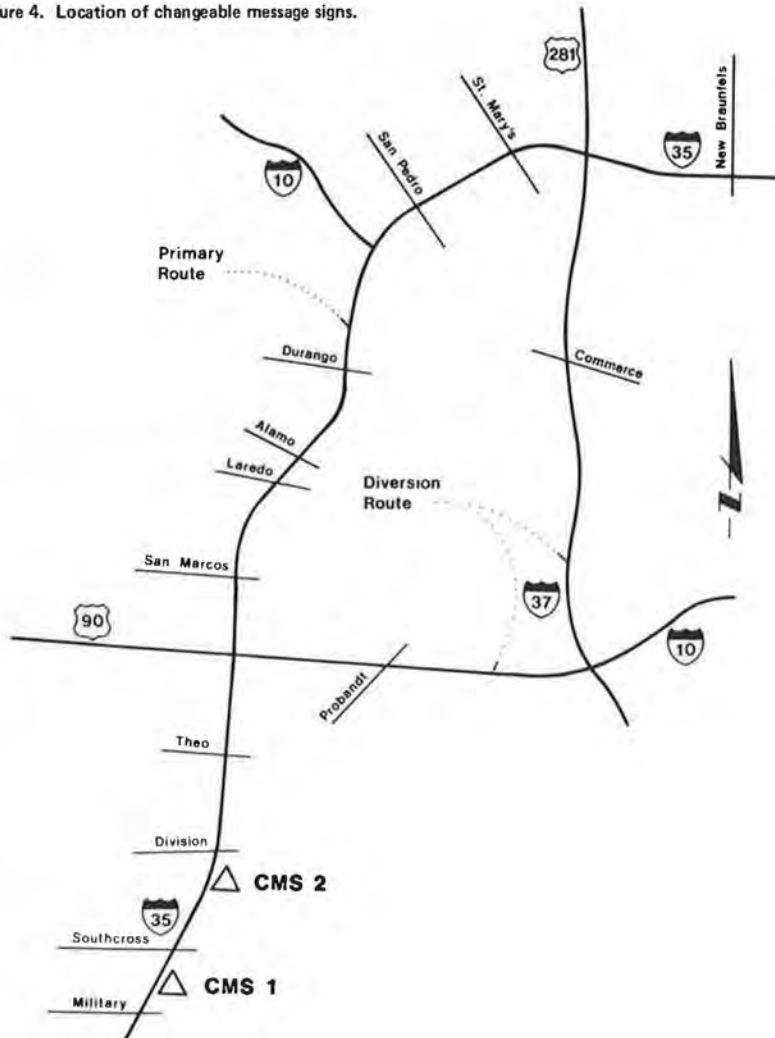 ure 4. Location of changeable message signs.
281
St. Mary's
New Braunfels
35
San Pedro
10
Primary
Route
Durango
Commerce
Alamo
Laredo
Diversion
Route
N
San Marcos
37
90
10
Probandt
Theo
Division
CMS 2
35
Southcross
CMS 1
Military